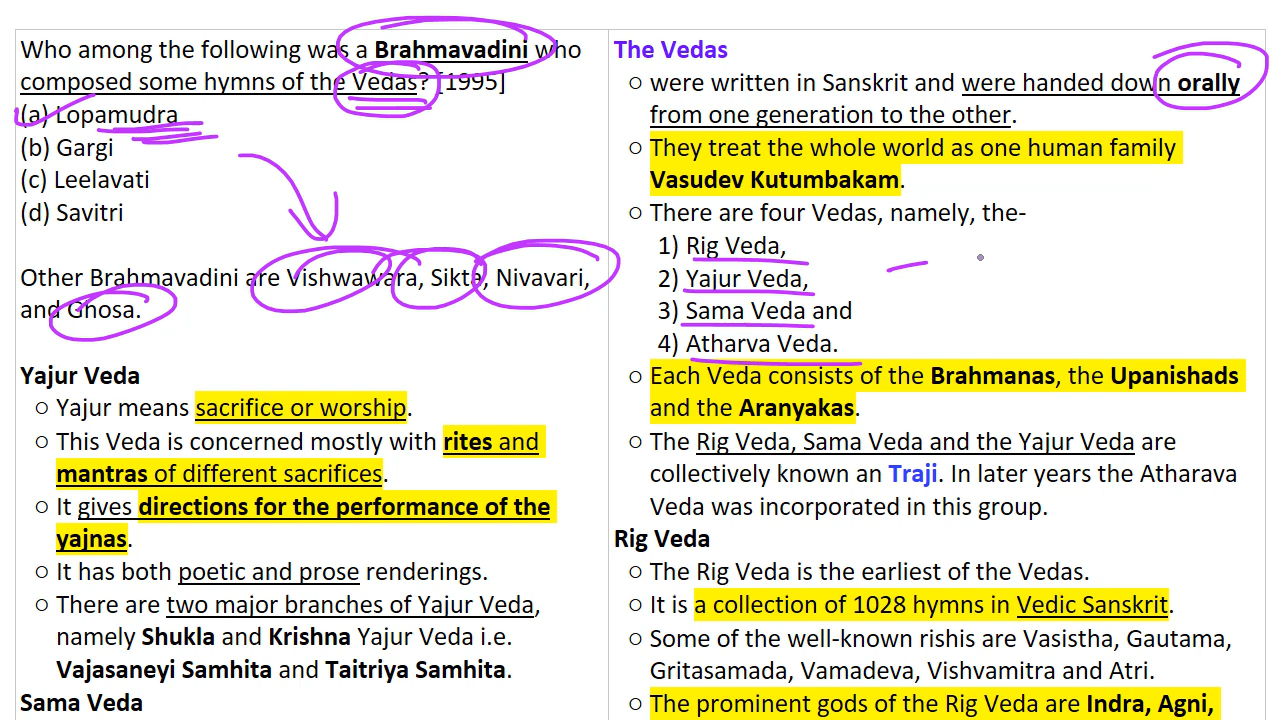 Who among the following was a Brahmavadini who
composed some hymns of the Vedas? [1995]
(a) Lopamudra
(b) Gargi
(c) Leelavati
(d) Savitri
Other Brahmavadini are Vishwawara, Sikta, Nivavari,
and Ghosa.
Yajur Veda
○ Yajur means sacrifice or worship.
○ This Veda is concerned mostly with rites and
mantras of different sacrifices.
○ It gives directions for the performance of the
yajnas.
○ It has both poetic and prose renderings.
○ There are two major branches of Yajur Veda,
namely Shukla and Krishna Yajur Veda i.e.
Vajasaneyi Samhita and Taitriya Samhita.
Sama Veda
The Vedas
○ were written in Sanskrit and were handed down orally
from one generation to the other.
○ They treat the whole world as one human family
Vasudev Kutumbakam.
○ There are four Vedas, namely, the-
1) Rig Veda,
2) Yajur Veda,
3) Sama Veda and
4) Atharva Veda.
○ Each Veda consists of the Brahmanas, the Upanishads
and the Aranyakas.
○ The Rig Veda, Sama Veda and the Yajur Veda are
collectively known an Traji. In later years the Atharava
Veda was incorporated in this group.
Rig Veda
○ The Rig Veda is the earliest of the Vedas.
○ It is a collection of 1028 hymns in Vedic Sanskrit.
○ Some of the well-known rishis are Vasistha, Gautama,
Gritasamada, Vamadeva, Vishvamitra and Atri.
○ The prominent gods of the Rig Veda are Indra, Agni,